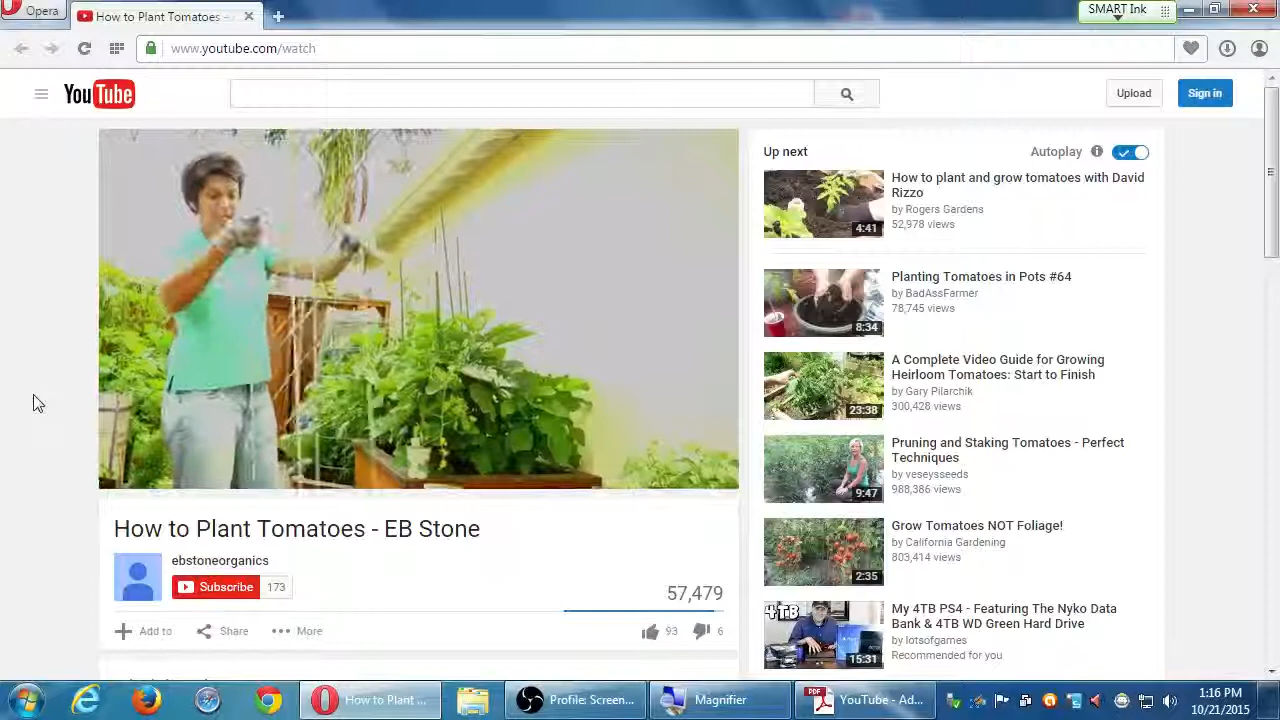 Opera
How to Plant Tomatoes -
SMART Ink
www.youtube.com/watch
YouTube
Upload
Sign in
Up next
Autoplay
How to plant and grow tomatoes with David
Rizzo
by Rogers Gardens
52,978 views
4:41
Planting Tomatoes in Pots #64
by BadAssFarmer
78,745 views
8:34
A Complete Video Guide for Growing
Heirloom Tomatoes: Start to Finish
by Gary Pilarchik
300,428 views
23:38
Pruning and Staking Tomatoes - Perfect
Techniques
by veseysseeds
988,386 views
9:47
Grow Tomatoes NOT Foliage!
by California Gardening
803,414 views
2:35
4TB
My 4TB PS4 - Featuring The Nyko Data
Bank & 4TB WD Green Hard Drive
by lotsofgames
Recommended for you
15:31
How to Plant Tomatoes - EB Stone
ebstoneorganics
Subscribe 173
57,479
Add to Share More 93 6
How to Plant ...
Profile: Screen...
Magnifier
PDF
YouTube - Ad...
1:16 PM
10/21/2015